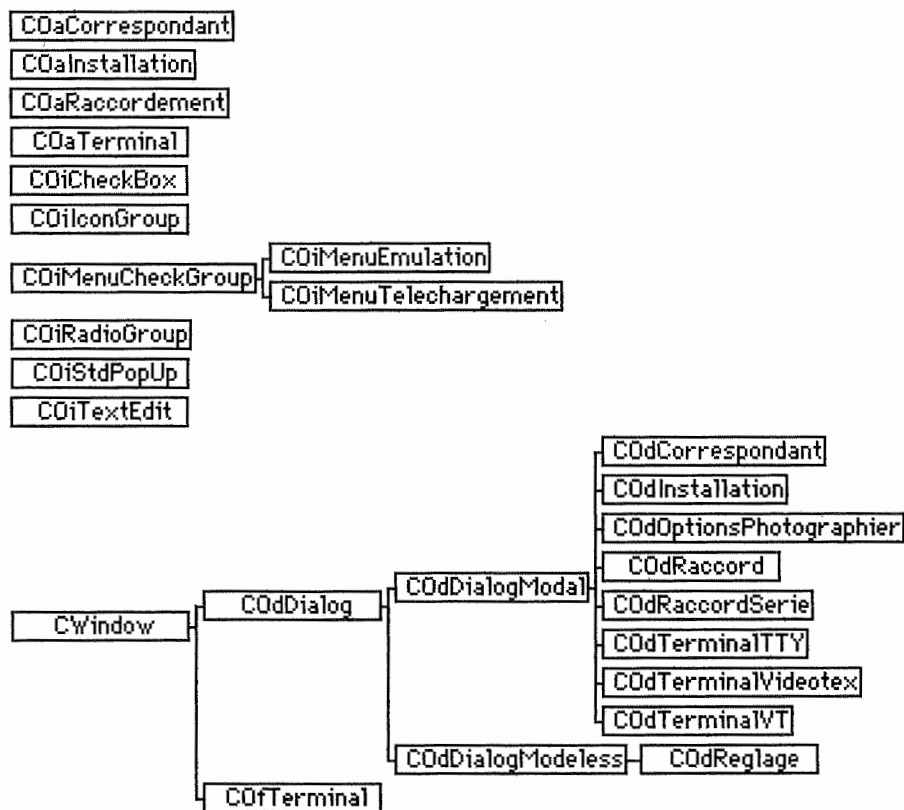 COaCorrespondant
COaInstallation
COaRaccordement
COaTerminal
COiCheckBox
COiIconGroup
COiMenuCheckGroup
COiMenuEmulation
COiMenuTelechargement
COiRadioGroup
COiStdPopUp
COiTextEdit
CWindow
COdDialog
COdDialogModal
COdCorrespondant
COdInstallation
COdOptionsPhotographier
COdRaccord
COdRaccordSerie
COdTerminalTTY
COdTerminalVideotex
COdTerminalVT
COdDialogModeless
COdReglage
COfTerminal